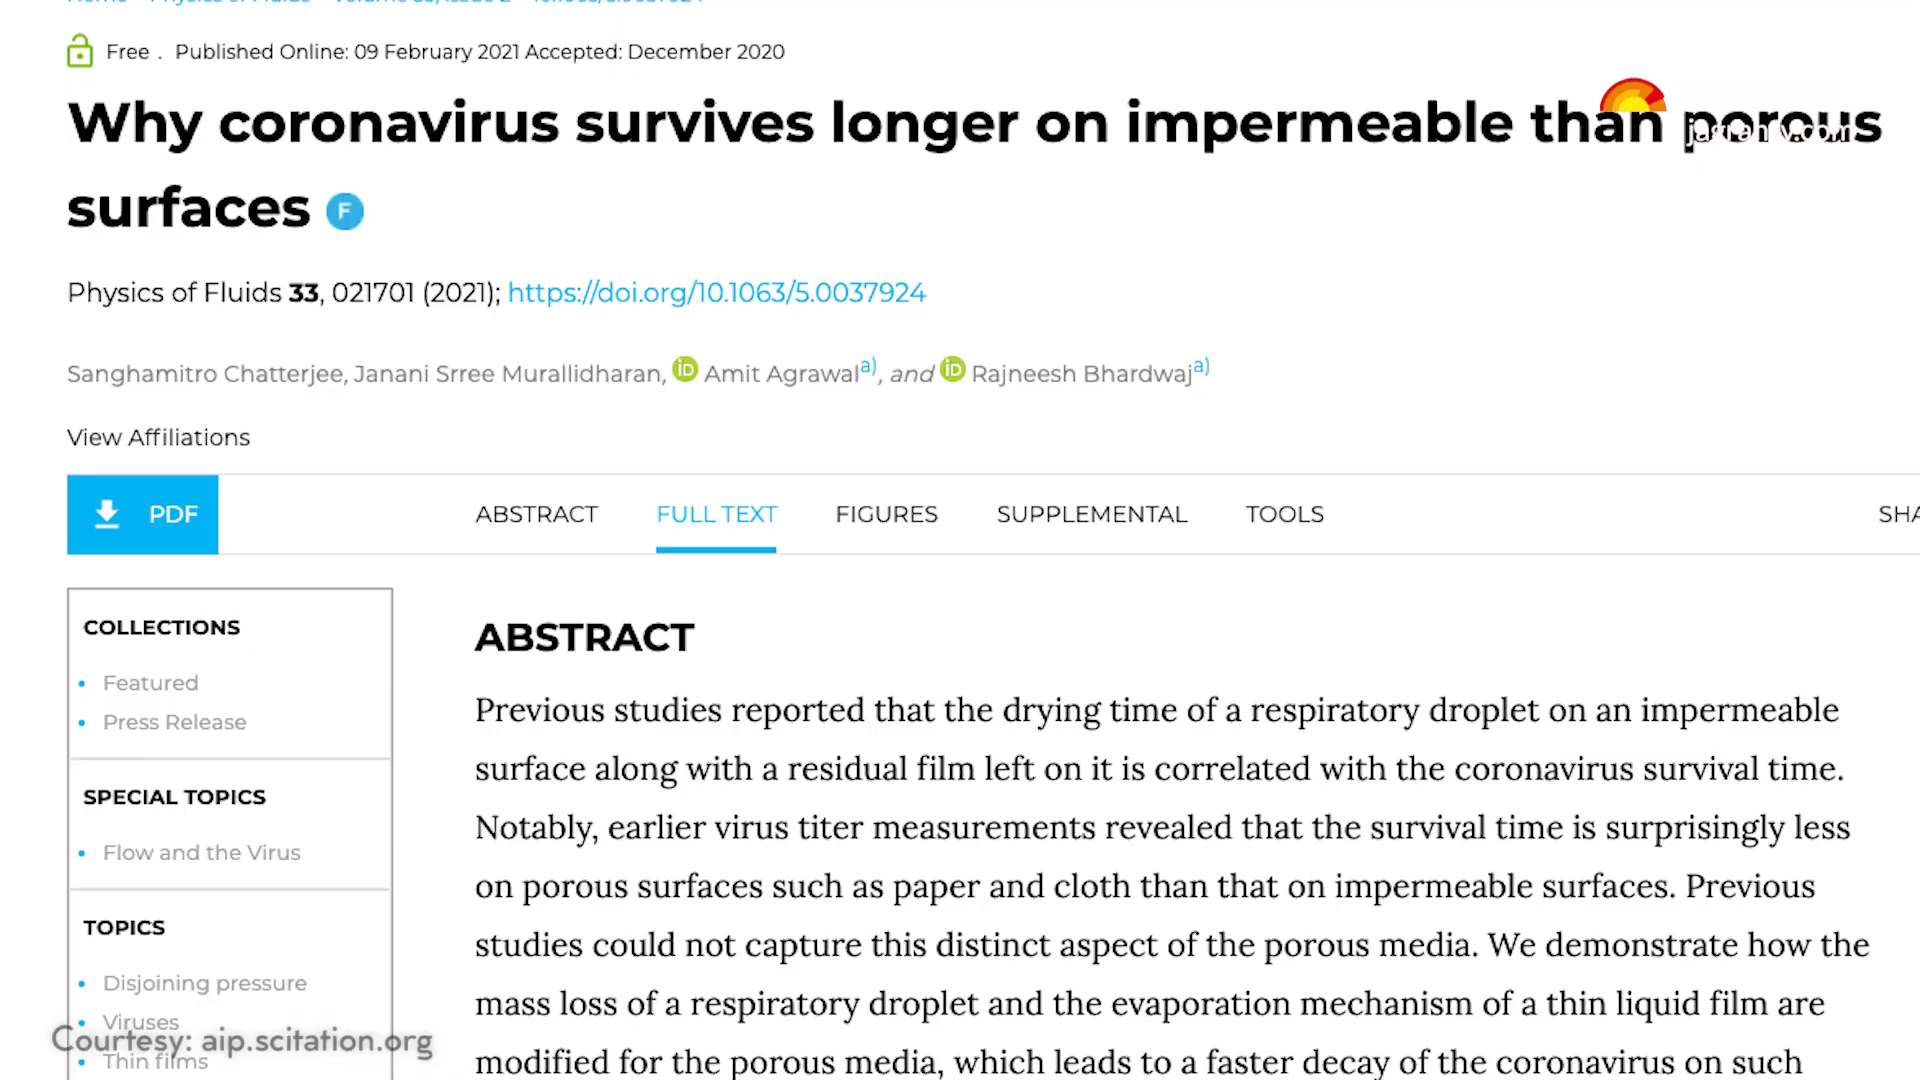 Free . Published Online: 09 February 2021 Accepted: December 2020
Why coronavirus survives longer on impermeable than porous
surfaces F
Physics of Fluids 33, 021701 (2021); https://doi.org/10.1063/5.0037924
Sanghamitro Chatterjee, Janani Srree Murallidharan, iD Amit Agrawal a), and iD Rajneesh Bhardwaj a)
View Affiliations
PDF
ABSTRACT FULL TEXT FIGURES SUPPLEMENTAL TOOLS SHA
COLLECTIONS
• Featured
• Press Release
SPECIAL TOPICS
• Flow and the Virus
TOPICS
• Disjoining pressure
• Viruses
• Thin films
Courtesy: aip.scitation.org
ABSTRACT
Previous studies reported that the drying time of a respiratory droplet on an impermeable
surface along with a residual film left on it is correlated with the coronavirus survival time.
Notably, earlier virus titer measurements revealed that the survival time is surprisingly less
on porous surfaces such as paper and cloth than that on impermeable surfaces. Previous
studies could not capture this distinct aspect of the porous media. We demonstrate how the
mass loss of a respiratory droplet and the evaporation mechanism of a thin liquid film are
modified for the porous media, which leads to a faster decay of the coronavirus on such